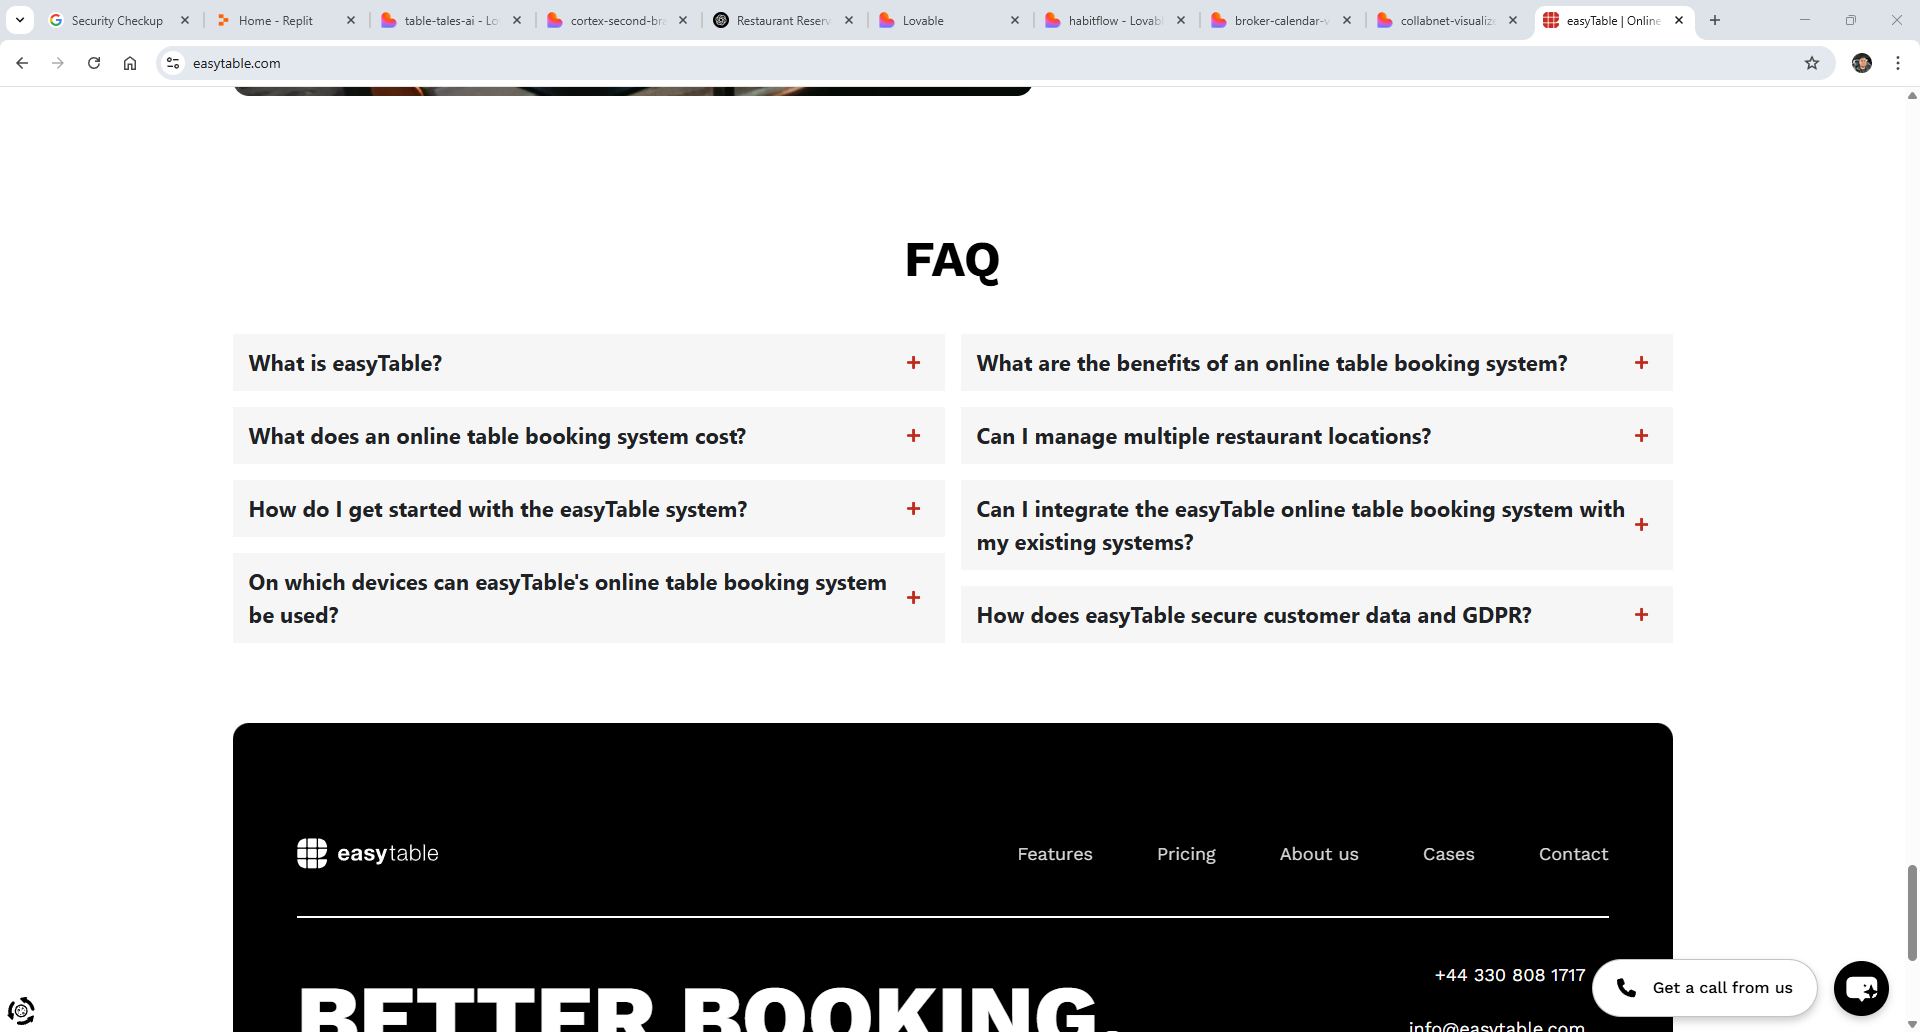 Security Checkup
Home - Replit
table-tales-ai - Lo
cortex-second-bra
Restaurant Reserv
Lovable
habitflow - Lovabl
broker-calendar-v
collabnet-visualize
easyTable | Online
easytable.com
FAQ
What is easyTable?
What does an online table booking system cost?
How do I get started with the easyTable system?
On which devices can easyTable's online table booking system
be used?
What are the benefits of an online table booking system?
Can I manage multiple restaurant locations?
Can I integrate the easyTable online table booking system with
my existing systems?
How does easyTable secure customer data and GDPR?
easytable
Features
Pricing
About us
Cases
Contact
BETTER BOOKING.
+44 330 808 1717
info@easytable.com
Get a call from us